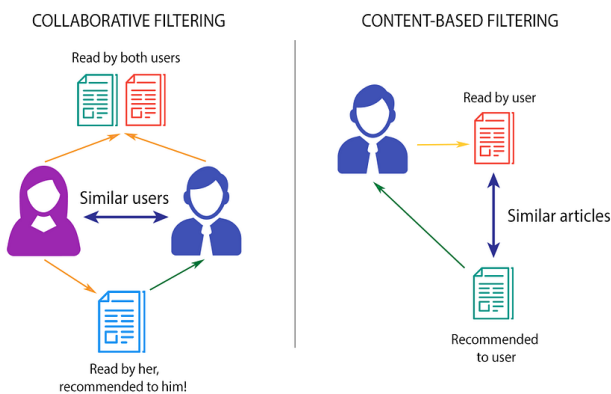 COLLABORATIVE FILTERING
Read by both users
Similar users
Read by her,
recommended to him!
CONTENT-BASED FILTERING
Read by user
Similar articles
Recommended
to user